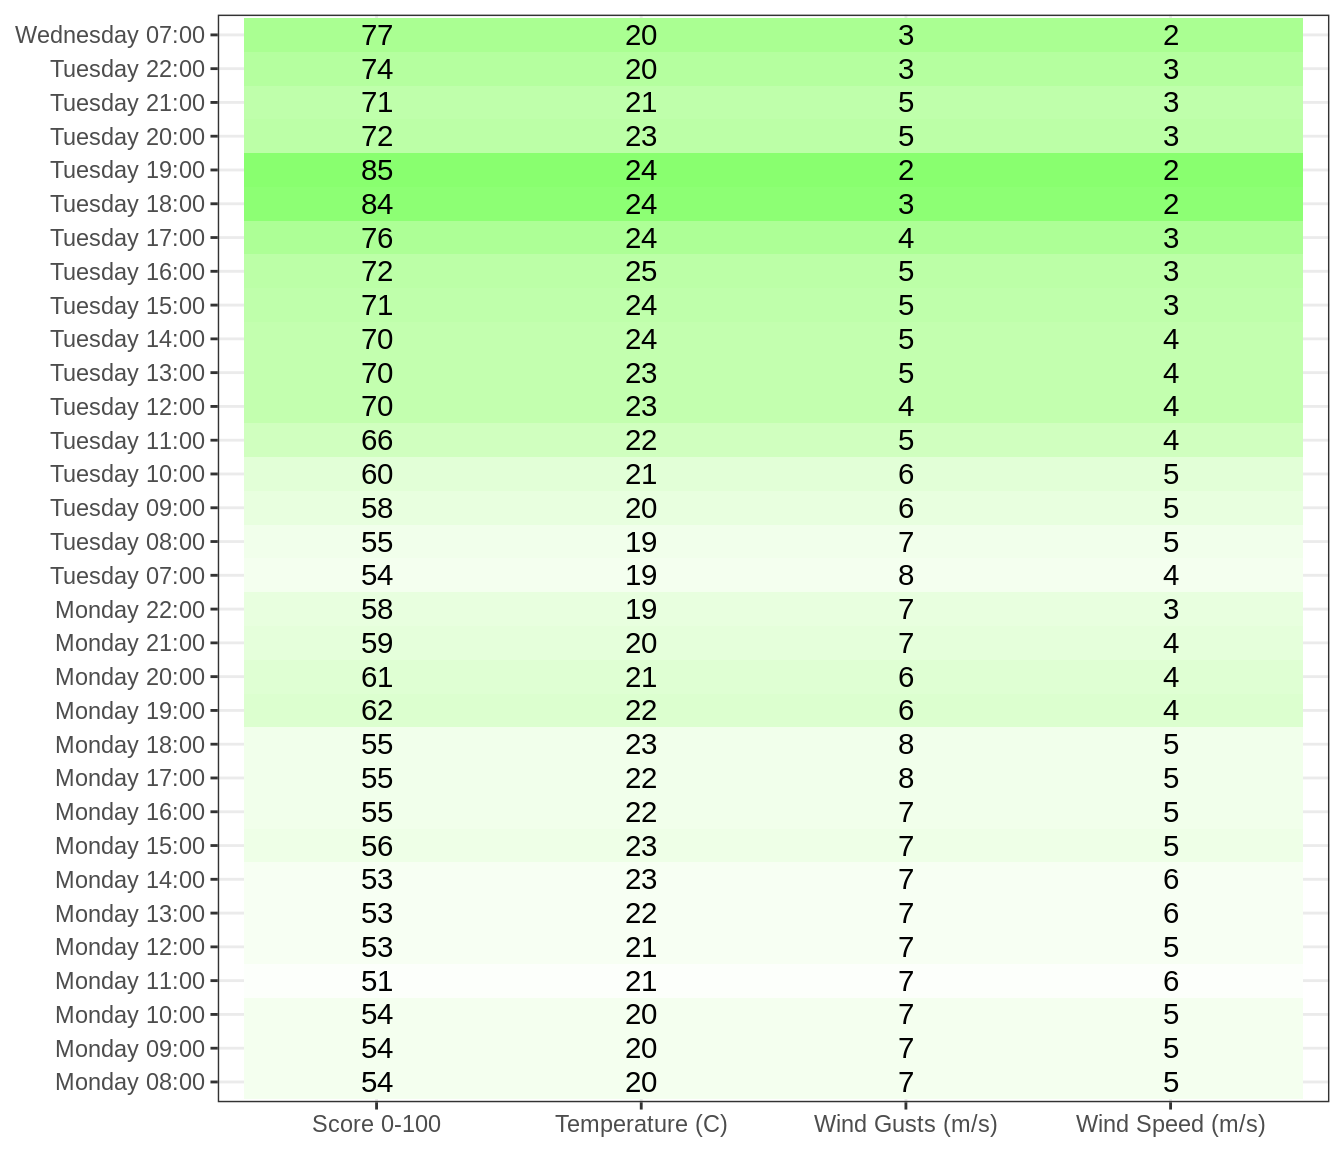 Wednesday 07:00 77 20 3 2
Tuesday 22:00 74 20 3 3
Tuesday 21:00 71 21 5 3
Tuesday 20:00 72 23 5 3
Tuesday 19:00 85 24 2 2
Tuesday 18:00 84 24 3 2
Tuesday 17:00 76 24 4 3
Tuesday 16:00 72 25 5 3
Tuesday 15:00 71 24 5 3
Tuesday 14:00 70 24 5 4
Tuesday 13:00 70 23 5 4
Tuesday 12:00 70 23 4 4
Tuesday 11:00 66 22 5 4
Tuesday 10:00 60 21 6 5
Tuesday 09:00 58 20 6 5
Tuesday 08:00 55 19 7 5
Tuesday 07:00 54 19 8 4
Monday 22:00 58 19 7 3
Monday 21:00 59 20 7 4
Monday 20:00 61 21 6 4
Monday 19:00 62 22 6 4
Monday 18:00 55 23 8 5
Monday 17:00 55 22 8 5
Monday 16:00 55 22 7 5
Monday 15:00 56 23 7 5
Monday 14:00 53 23 7 6
Monday 13:00 53 22 7 6
Monday 12:00 53 21 7 5
Monday 11:00 51 21 7 6
Monday 10:00 54 20 7 5
Monday 09:00 54 20 7 5
Monday 08:00 54 20 7 5
Score 0-100 Temperature (C) Wind Gusts (m/s) Wind Speed (m/s)